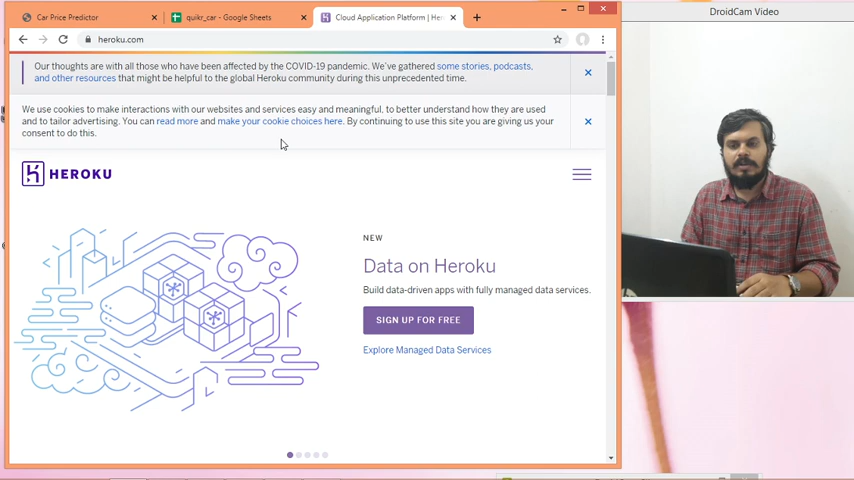 Car Price Predictor
quikr_car - Google Sheets
Cloud Application Platform | Her
heroku.com
Our thoughts are with all those who have been affected by the COVID-19 pandemic. We've gathered some stories, podcasts,
and other resources that might be helpful to the global Heroku community during this unprecedented time.
We use cookies to make interactions with our websites and services easy and meaningful, to better understand how they are used
and to tailor advertising. You can read more and make your cookie choices here. By continuing to use this site you are giving us your
consent to do this.
HEROKU
NEW
Data on Heroku
Build data-driven apps with fully managed data services.
SIGN UP FOR FREE
Explore Managed Data Services
DroidCam Video